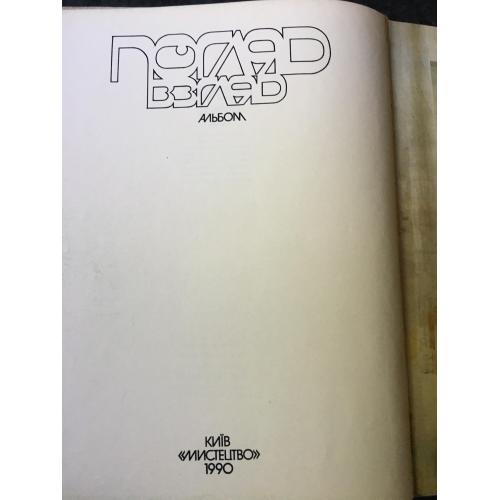 ПОГЛЯД
ВЗГЛЯД
АЛЬБОМ
КИЇВ
«МИСТЕЦТВО»
1990